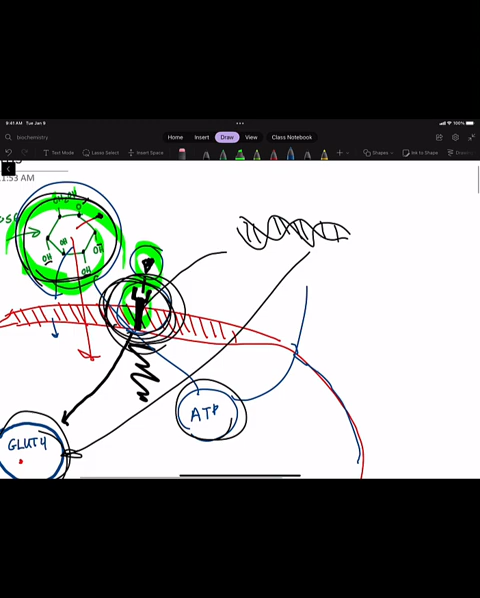 9:41 AM Tue Jan 9
100%
biochemistry
Home Insert Draw View Class Notebook
Text Mode Lasso Select Insert Space Shapes Ink to Shape
1:53 AM
OH
OH
OH
OH
ATP
GLUT4